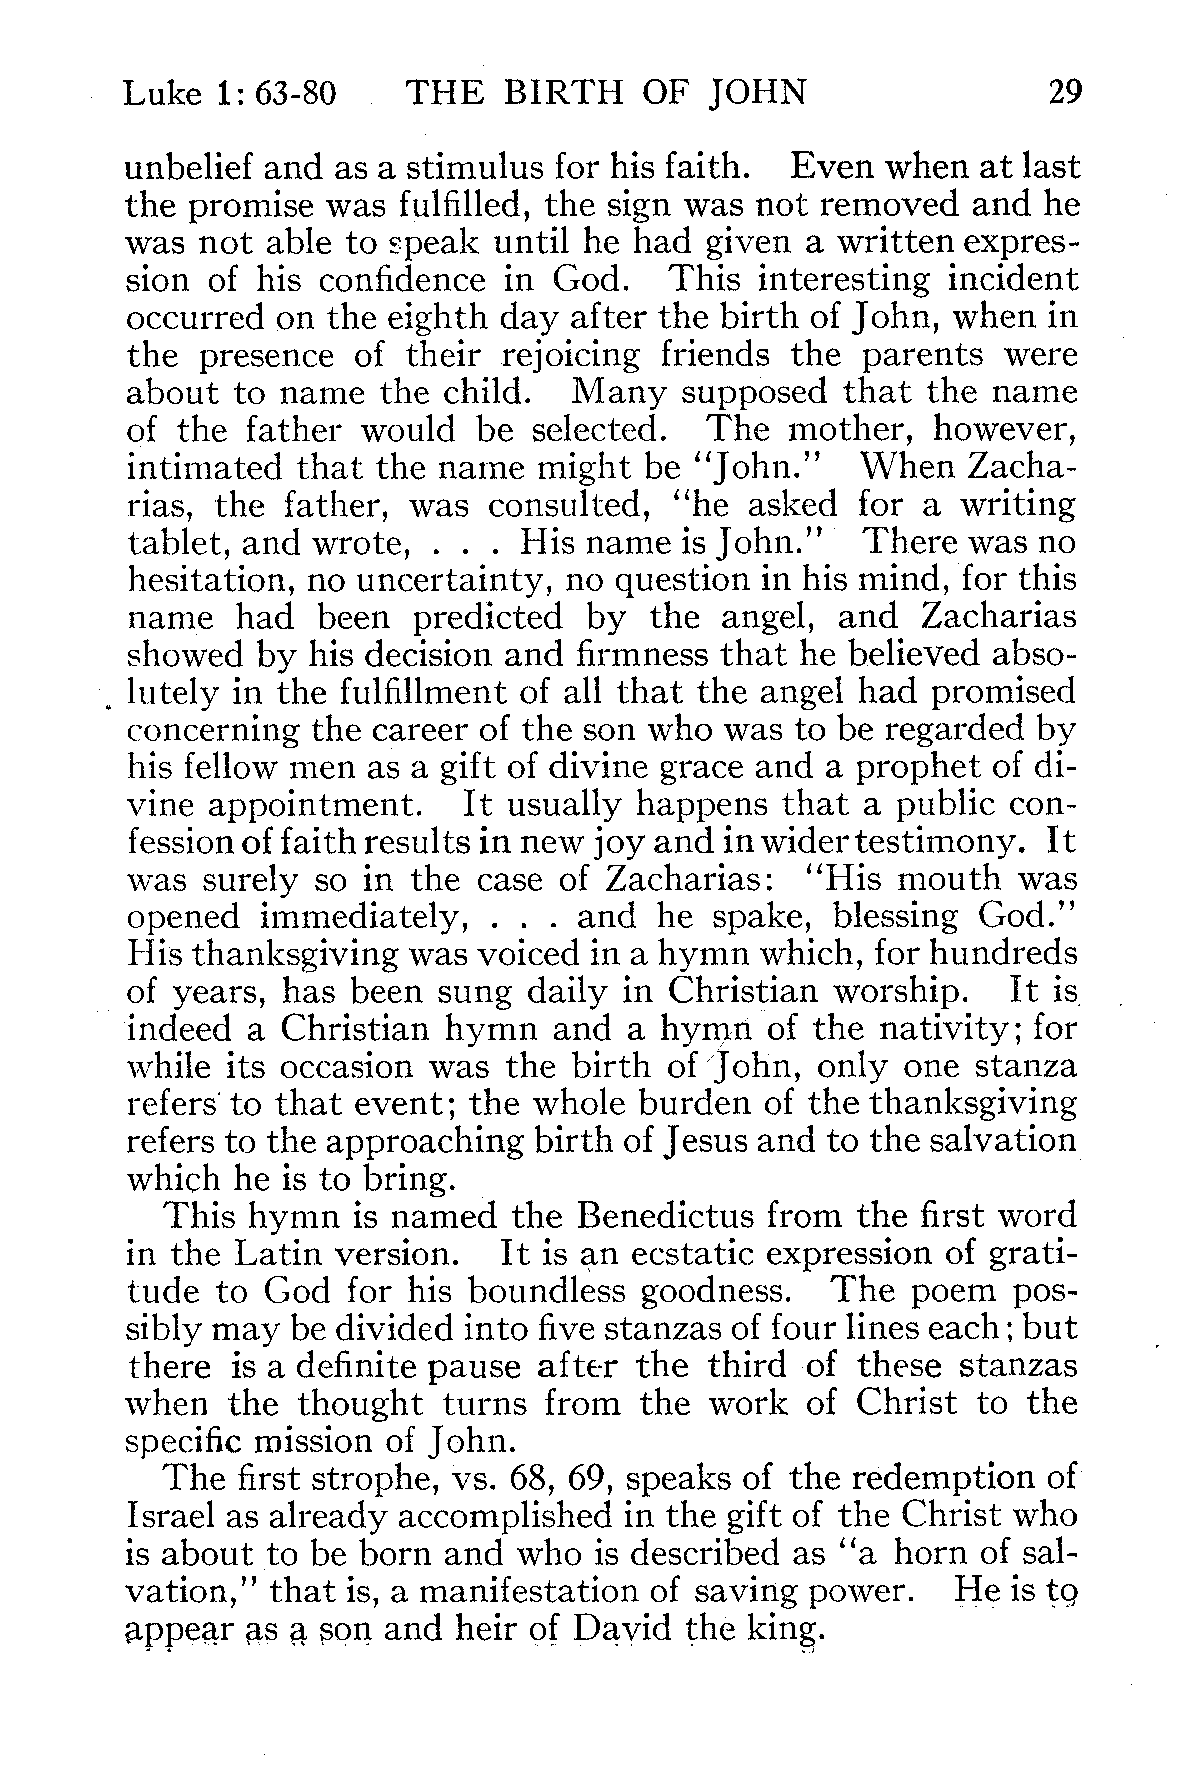 Luke 1: 63-80 THE BIRTH OF JOHN 29
unbelief and as a stimulus for his faith. Even when at last
the promise was fulfilled, the sign was not removed and he
was not able to speak until he had given a written expres-
sion of his confidence in God. This interesting incident
occurred on the eighth day after the birth of John, when in
the presence of their rejoicing friends the parents were
about to name the child. Many supposed that the name
of the father would be selected. The mother, however,
intimated that the name might be "John." When Zacha-
rias, the father, was consulted, "he asked for a writing
tablet, and wrote, . . . His name is John." There was no
hesitation, no uncertainty, no question in his mind, for this
name had been predicted by the angel, and Zacharias
showed by his decision and firmness that he believed abso-
lutely in the fulfillment of all that the angel had promised
concerning the career of the son who was to be regarded by
his fellow men as a gift of divine grace and a prophet of di-
vine appointment. It usually happens that a public con-
fession of faith results in new joy and in wider testimony. It
was surely so in the case of Zacharias: "His mouth was
opened immediately, . . . and he spake, blessing God."
His thanksgiving was voiced in a hymn which, for hundreds
of years, has been sung daily in Christian worship. It is
indeed a Christian hymn and a hymn of the nativity; for
while its occasion was the birth of John, only one stanza
refers to that event; the whole burden of the thanksgiving
refers to the approaching birth of Jesus and to the salvation
which he is to bring.
This hymn is named the Benedictus from the first word
in the Latin version. It is an ecstatic expression of grati-
tude to God for his boundless goodness. The poem pos-
sibly may be divided into five stanzas of four lines each; but
there is a definite pause after the third of these stanzas
when the thought turns from the work of Christ to the
specific mission of John.
The first strophe, vs. 68, 69, speaks of the redemption of
Israel as already accomplished in the gift of the Christ who
is about to be born and who is described as "a horn of sal-
vation," that is, a manifestation of saving power. He is to
appear as a son and heir of David the king.